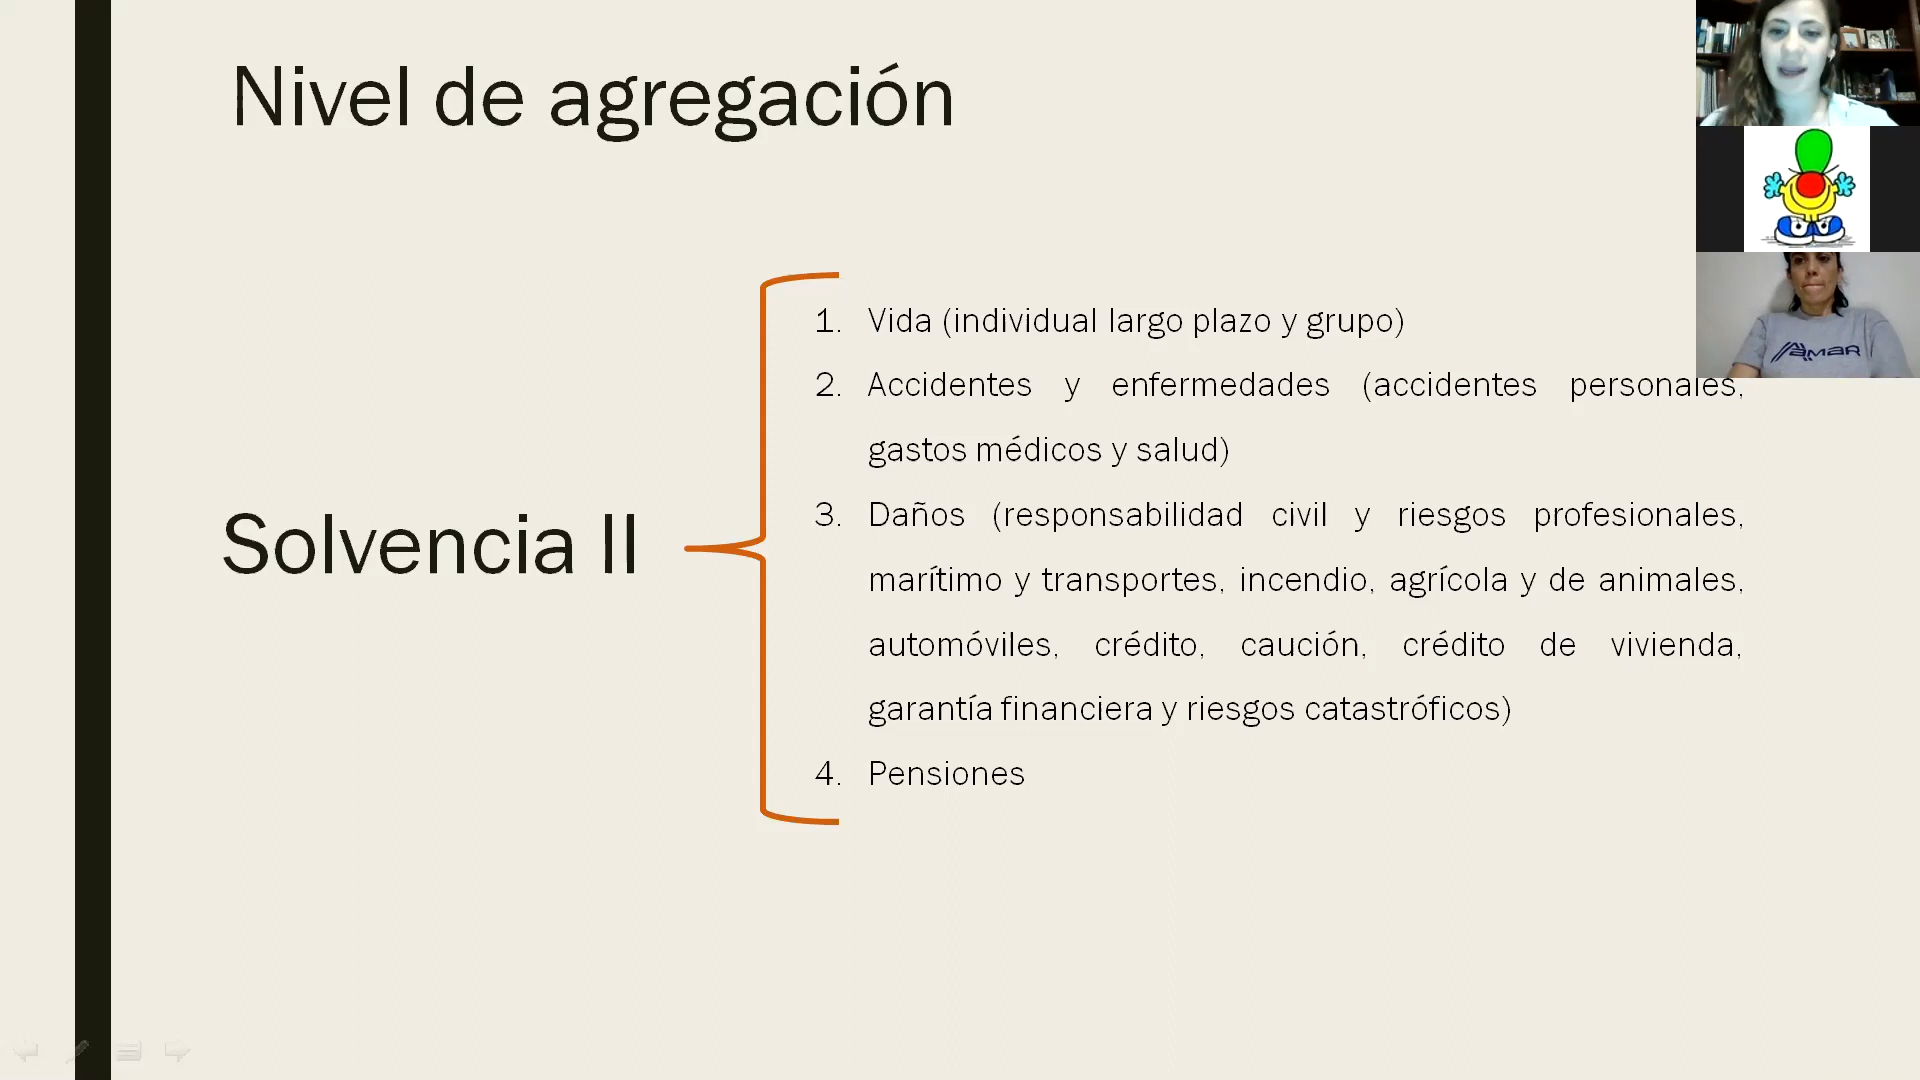 Nivel de agregación
Solvencia II
1. Vida (individual largo plazo y grupo)
2. Accidentes y enfermedades (accidentes personales,
gastos médicos y salud)
3. Daños (responsabilidad civil y riesgos profesionales,
marítimo y transportes, incendio, agrícola y de animales,
automóviles, crédito, caución, crédito de vivienda,
garantía financiera y riesgos catastróficos)
4. Pensiones